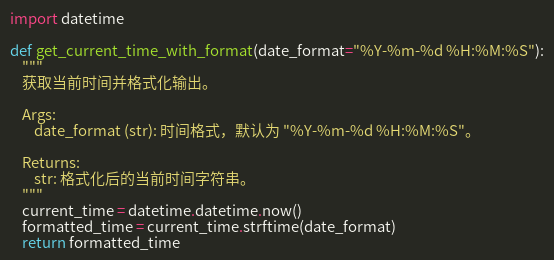 import datetime
def get_current_time_with_format(date_format="%Y-%m-%d %H:%M:%S"):
"""
获取当前时间并格式化输出。
Args:
date_format (str): 时间格式，默认为 "%Y-%m-%d %H:%M:%S"。
Returns:
str: 格式化后的当前时间字符串。
"""
current_time = datetime.datetime.now()
formatted_time = current_time.strftime(date_format)
return formatted_time